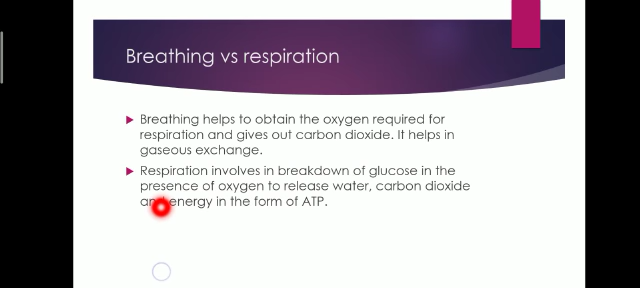 Breathing vs respiration
Breathing helps to obtain the oxygen required for
respiration and gives out carbon dioxide. It helps in
gaseous exchange.
Respiration involves in breakdown of glucose in the
presence of oxygen to release water, carbon dioxide
and energy in the form of ATP.